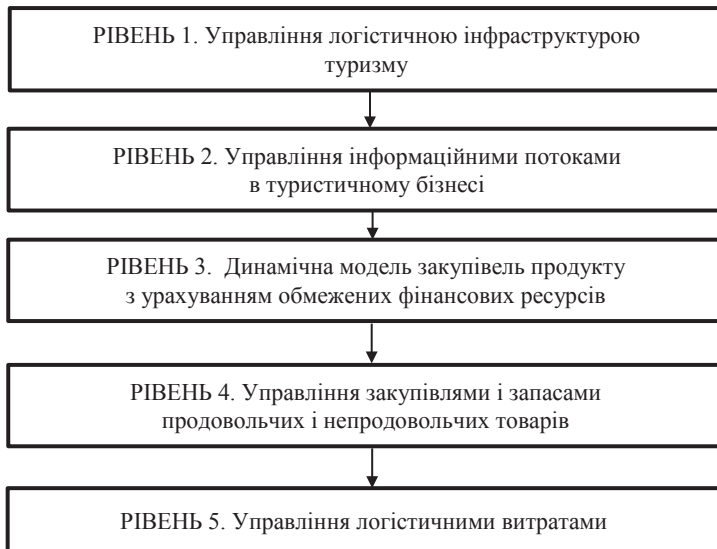 РІВЕНЬ 1. Управління логістичною інфраструктурою
туризму
РІВЕНЬ 2. Управління інформаційними потоками
в туристичному бізнесі
РІВЕНЬ 3. Динамічна модель закупівель продукту
з урахуванням обмежених фінансових ресурсів
РІВЕНЬ 4. Управління закупівлями і запасами
продовольчих і непродовольчих товарів
РІВЕНЬ 5. Управління логістичними витратами